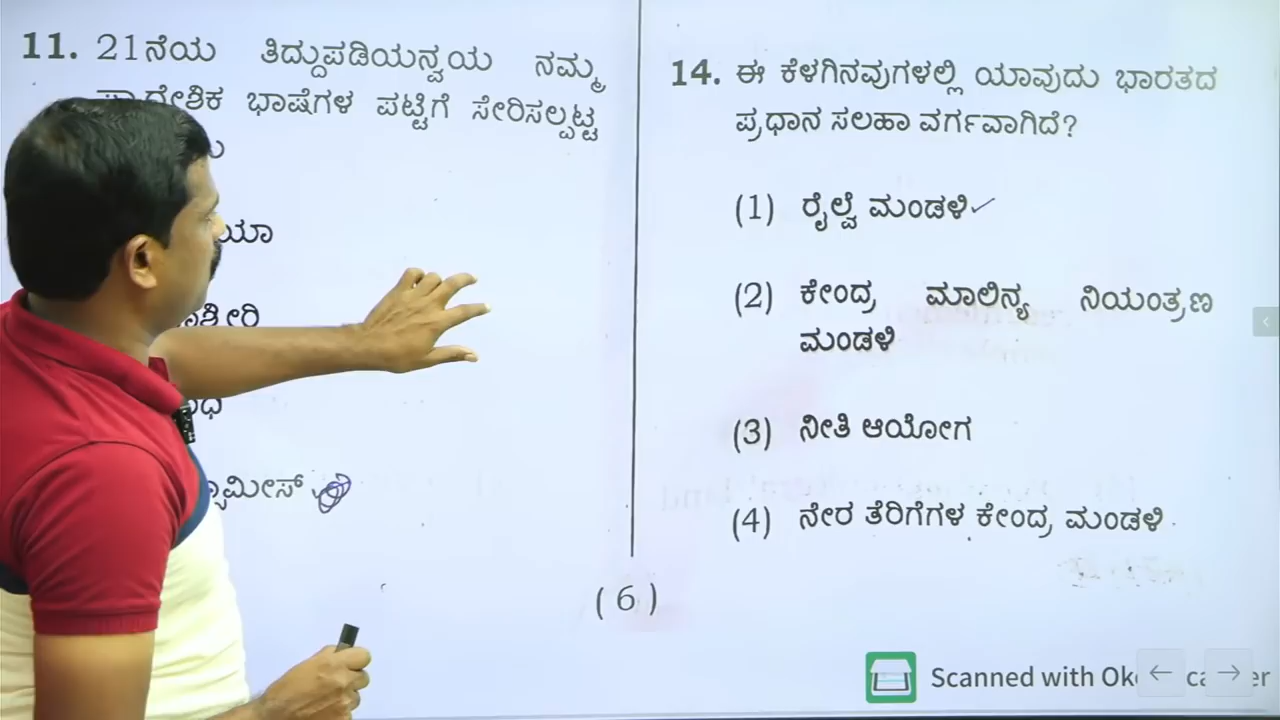 11. 21ನೆಯ ತಿದ್ದುಪಡಿಯನ್ವಯ ನಮ್ಮ
ಭಾಷೆಗಳ ಪಟ್ಟಿಗೆ ಸೇರಿಸಲ್ಪಟ್ಟ
14. ಈ ಕೆಳಗಿನವುಗಳಲ್ಲಿ ಯಾವುದು ಭಾರತದ
ಪ್ರಧಾನ ಸಲಹಾ ವರ್ಗವಾಗಿದೆ?
(1) ರೈಲ್ವೆ ಮಂಡಳಿ
(2) ಕೇಂದ್ರ ಮಾಲಿನ್ಯ ನಿಯಂತ್ರಣ
ಮಂಡಳಿ
(3) ನೀತಿ ಆಯೋಗ
(4) ನೇರ ತೆರಿಗೆಗಳ ಕೇಂದ್ರ ಮಂಡಳಿ
( 6 )
Scanned with